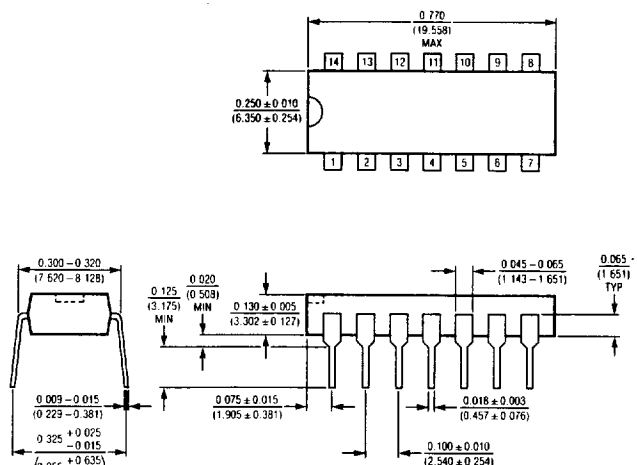 0.770
(19.558)
MAX
14 13 12 11 10 9 8
0.250 ± 0.010
(6.350 ± 0.254)
1 2 3 4 5 6 7
0.300 – 0.320
(7.620 – 8.128)
0.125
(3.175)
MIN
0.020
(0.508)
MIN
0.130 ± 0.005
(3.302 ± 0.127)
0.045 – 0.065
(1.143 – 1.651)
0.065
(1.651)
TYP
0.009 – 0.015
(0.229 – 0.381)
0.325 + 0.025
– 0.015
+ 0.635)
0.075 ± 0.015
(1.905 ± 0.381)
0.018 ± 0.003
(0.457 ± 0.076)
0.100 ± 0.010
(2.540 ± 0.254)